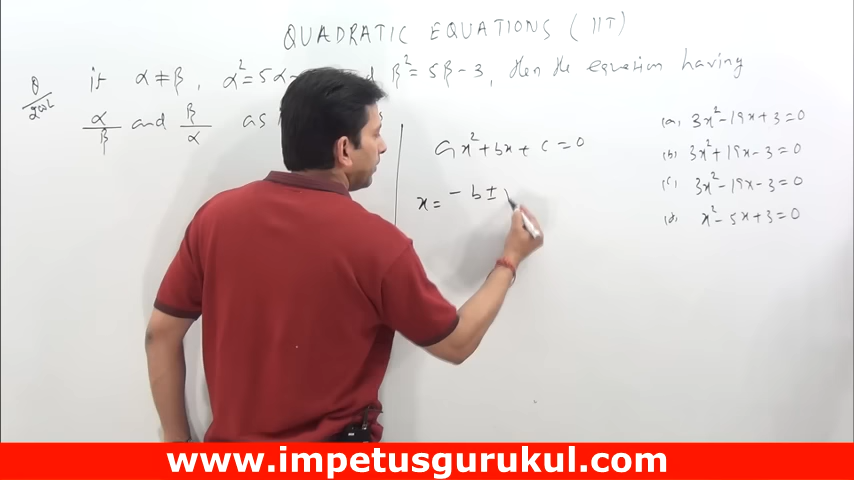 QUADRATIC EQUATIONS (IIT)
Q if α ≠ β, α² = 5α- β² = 5β - 3, then the equation having
2002 α/β and β/α as
ax² + bx + c = 0
x = - b ±
(a) 3x² - 19x + 3 = 0
(b) 3x² + 19x - 3 = 0
(c) 3x² - 19x - 3 = 0
(d) x² - 5x + 3 = 0
www.impetusgurukul.com